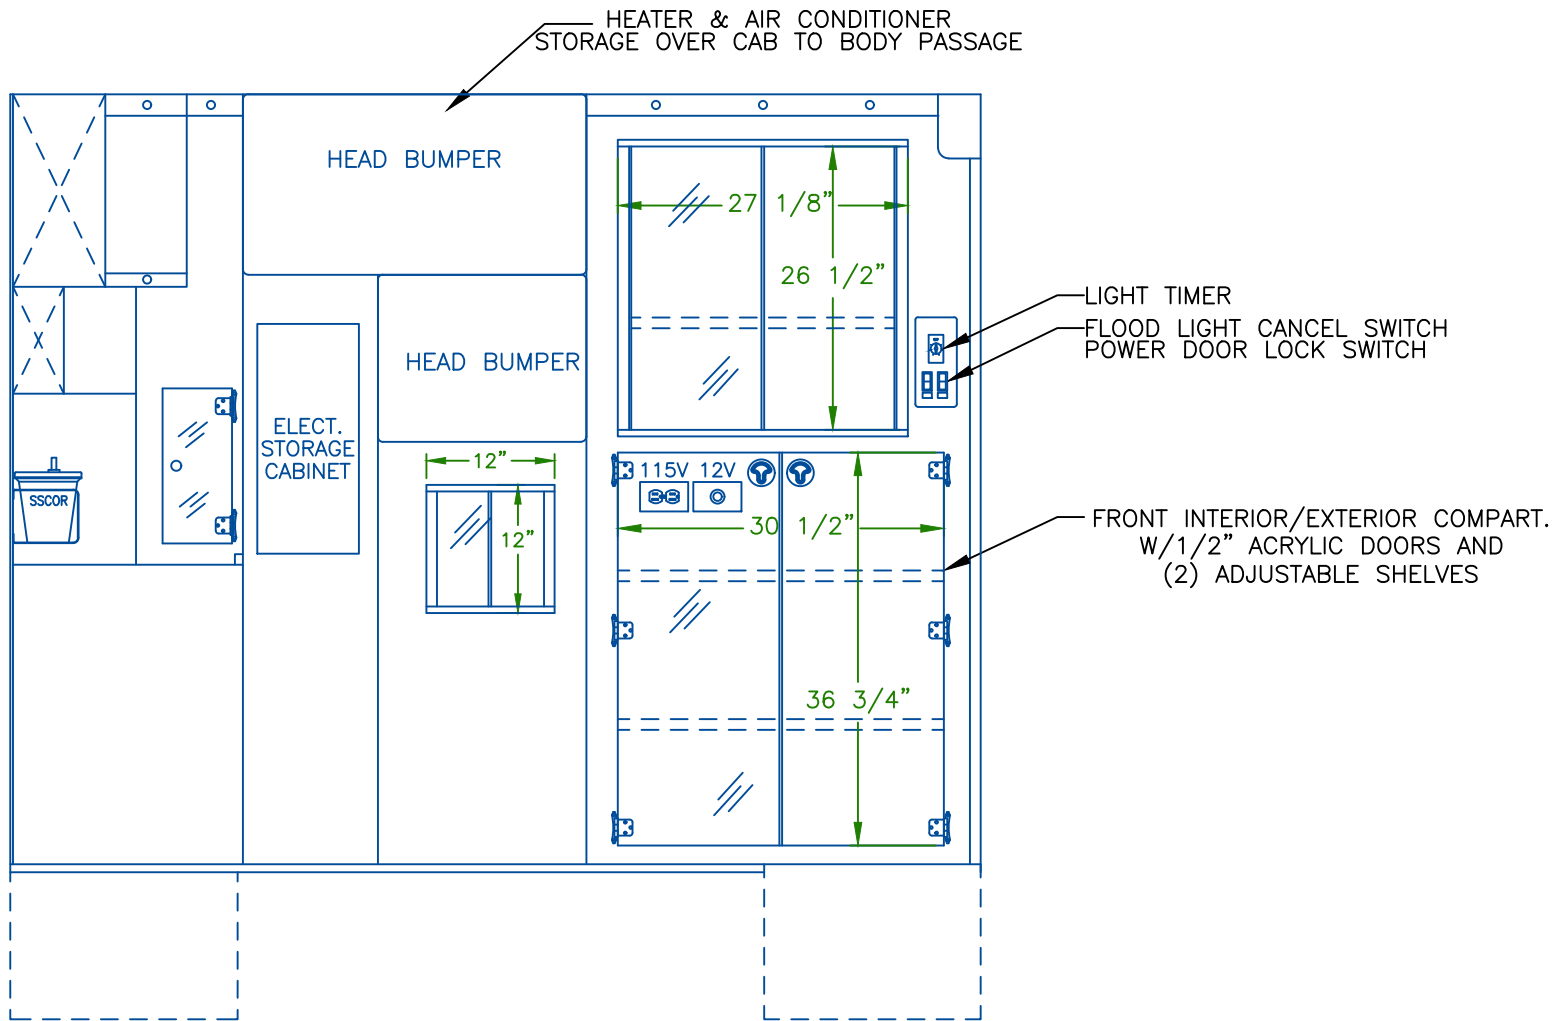 HEATER & AIR CONDITIONER
STORAGE OVER CAB TO BODY PASSAGE
HEAD BUMPER
27 1/8”
26 1/2”
LIGHT TIMER
FLOOD LIGHT CANCEL SWITCH
POWER DOOR LOCK SWITCH
HEAD BUMPER
ELECT.
STORAGE
CABINET
12”
12”
SSCOR
115V 12V
30 1/2”
36 3/4”
FRONT INTERIOR/EXTERIOR COMPART.
W/1/2” ACRYLIC DOORS AND
(2) ADJUSTABLE SHELVES